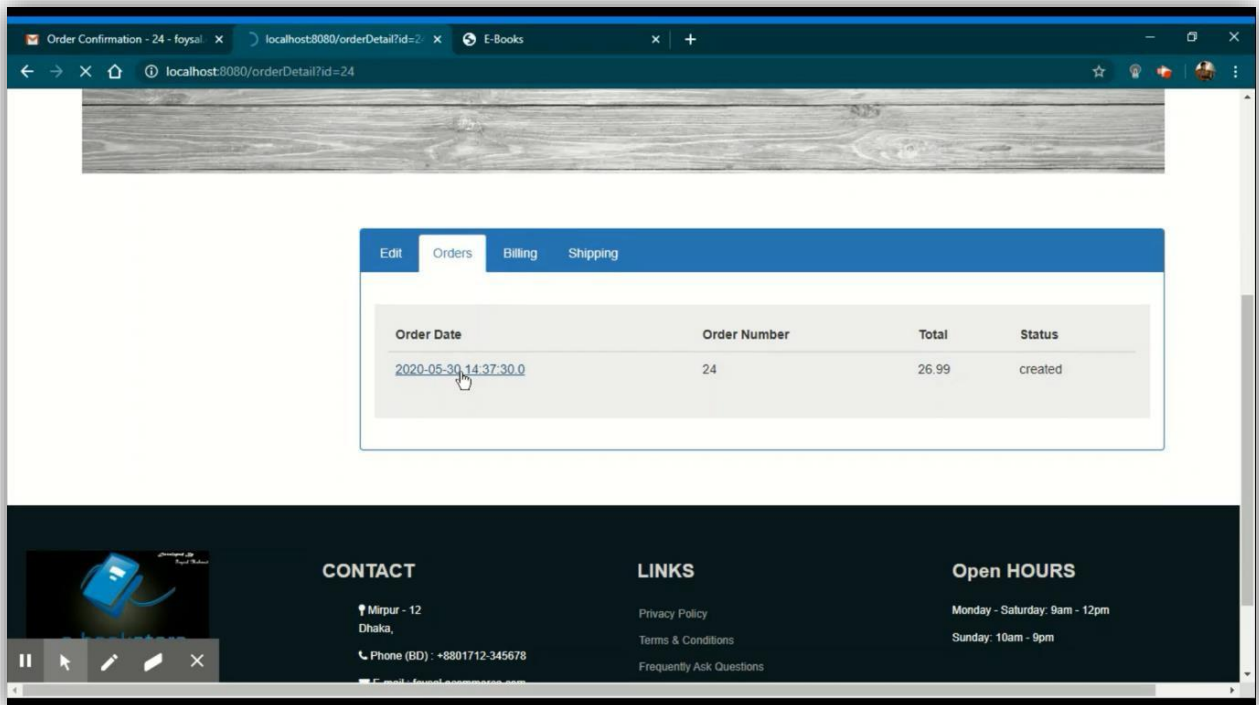 Order Confirmation - 24 - foysal.
localhost:8080/orderDetail?id=24
E-Books
localhost:8080/orderDetail?id=24
Edit Orders Billing Shipping
Order Date Order Number Total Status
2020-05-30 14:37:30.0 24 26.99 created
CONTACT
Mirpur - 12
Dhaka,
Phone (BD) : +8801712-345678
LINKS
Privacy Policy
Terms & Conditions
Frequently Ask Questions
Open HOURS
Monday - Saturday: 9am - 12pm
Sunday: 10am - 9pm